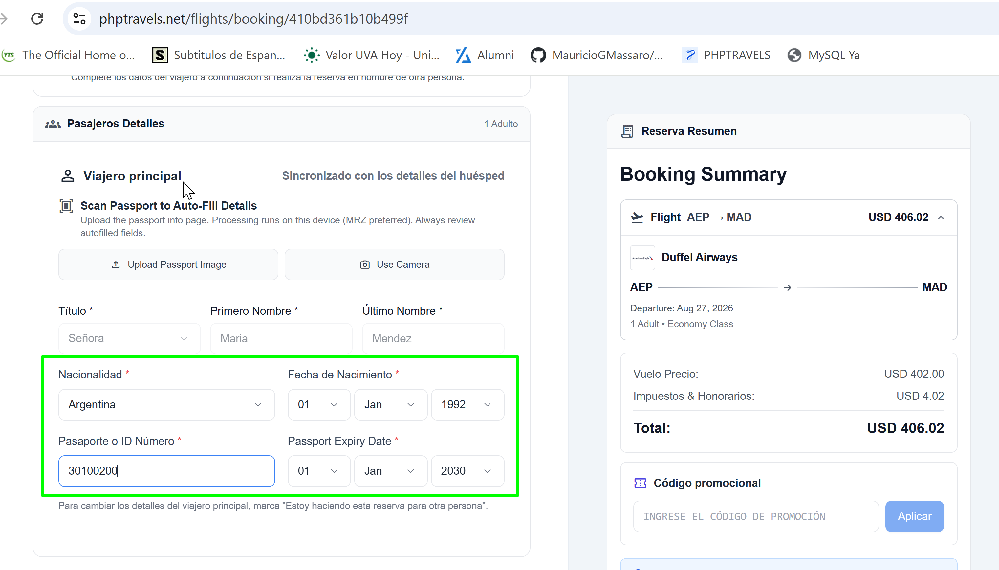 phptravels.net/flights/booking/410bd361b10b499f
YTS The Official Home o...
S Subtitulos de Espan...
Valor UVA Hoy - Uni...
Alumni
MauricioGMassaro/...
PHPTRAVELS
MySQL Ya
Complete los datos del viajero a continuación si realiza la reserva en nombre de otra persona.
Pasajeros Detalles
1 Adulto
Viajero principal
Sincronizado con los detalles del huésped
Scan Passport to Auto-Fill Details
Upload the passport info page. Processing runs on this device (MRZ preferred). Always review
autofilled fields.
Upload Passport Image
Use Camera
Título *
Primero Nombre *
Último Nombre *
Señora
Maria
Mendez
Nacionalidad *
Fecha de Nacimiento *
Argentina
01
Jan
1992
Pasaporte o ID Número *
Passport Expiry Date *
30100200
01
Jan
2030
Para cambiar los detalles del viajero principal, marca "Estoy haciendo esta reserva para otra persona".
Reserva Resumen
Booking Summary
Flight AEP → MAD
USD 406.02
American Eagle
Duffel Airways
AEP → MAD
Departure: Aug 27, 2026
1 Adult • Economy Class
Vuelo Precio:
USD 402.00
Impuestos & Honorarios:
USD 4.02
Total:
USD 406.02
Código promocional
INGRESE EL CÓDIGO DE PROMOCIÓN
Aplicar